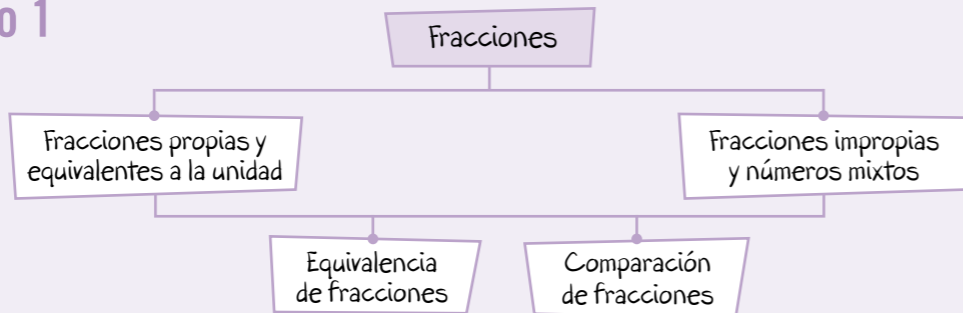 o 1
Fracciones
Fracciones propias y
equivalentes a la unidad
Fracciones impropias
y números mixtos
Equivalencia
de fracciones
Comparación
de fracciones